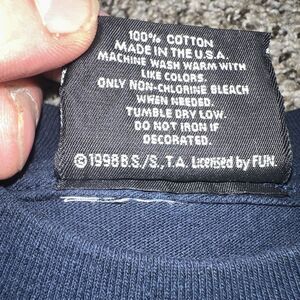 100% COTTON
MADE IN THE U.S.A.
MACHINE WASH WARM WITH
LIKE COLORS.
ONLY NON-CHLORINE BLEACH
WHEN NEEDED.
TUMBLE DRY LOW.
DO NOT IRON IF
DECORATED.
©1998 B.S./S., T.A. Licensed by FUN.